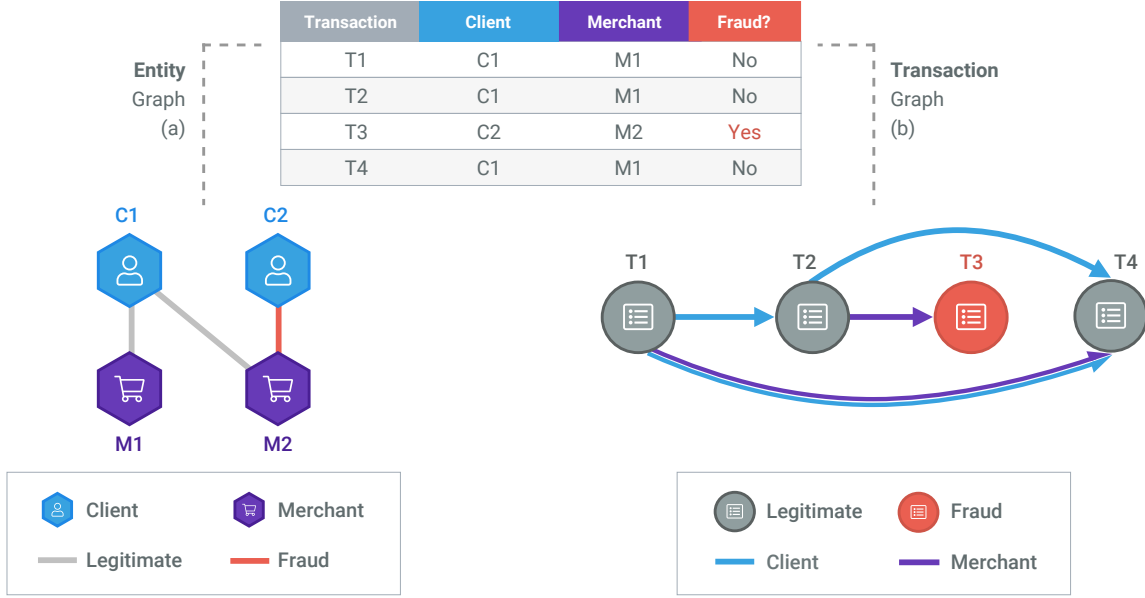 Transaction Client Merchant Fraud?
T1 C1 M1 No
T2 C1 M1 No
T3 C2 M2 Yes
T4 C1 M1 No
Entity
Graph
(a)
Transaction
Graph
(b)
C1 C2
M1 M2
Client Merchant
Legitimate Fraud
T1 T2 T3 T4
Legitimate Fraud
Client Merchant